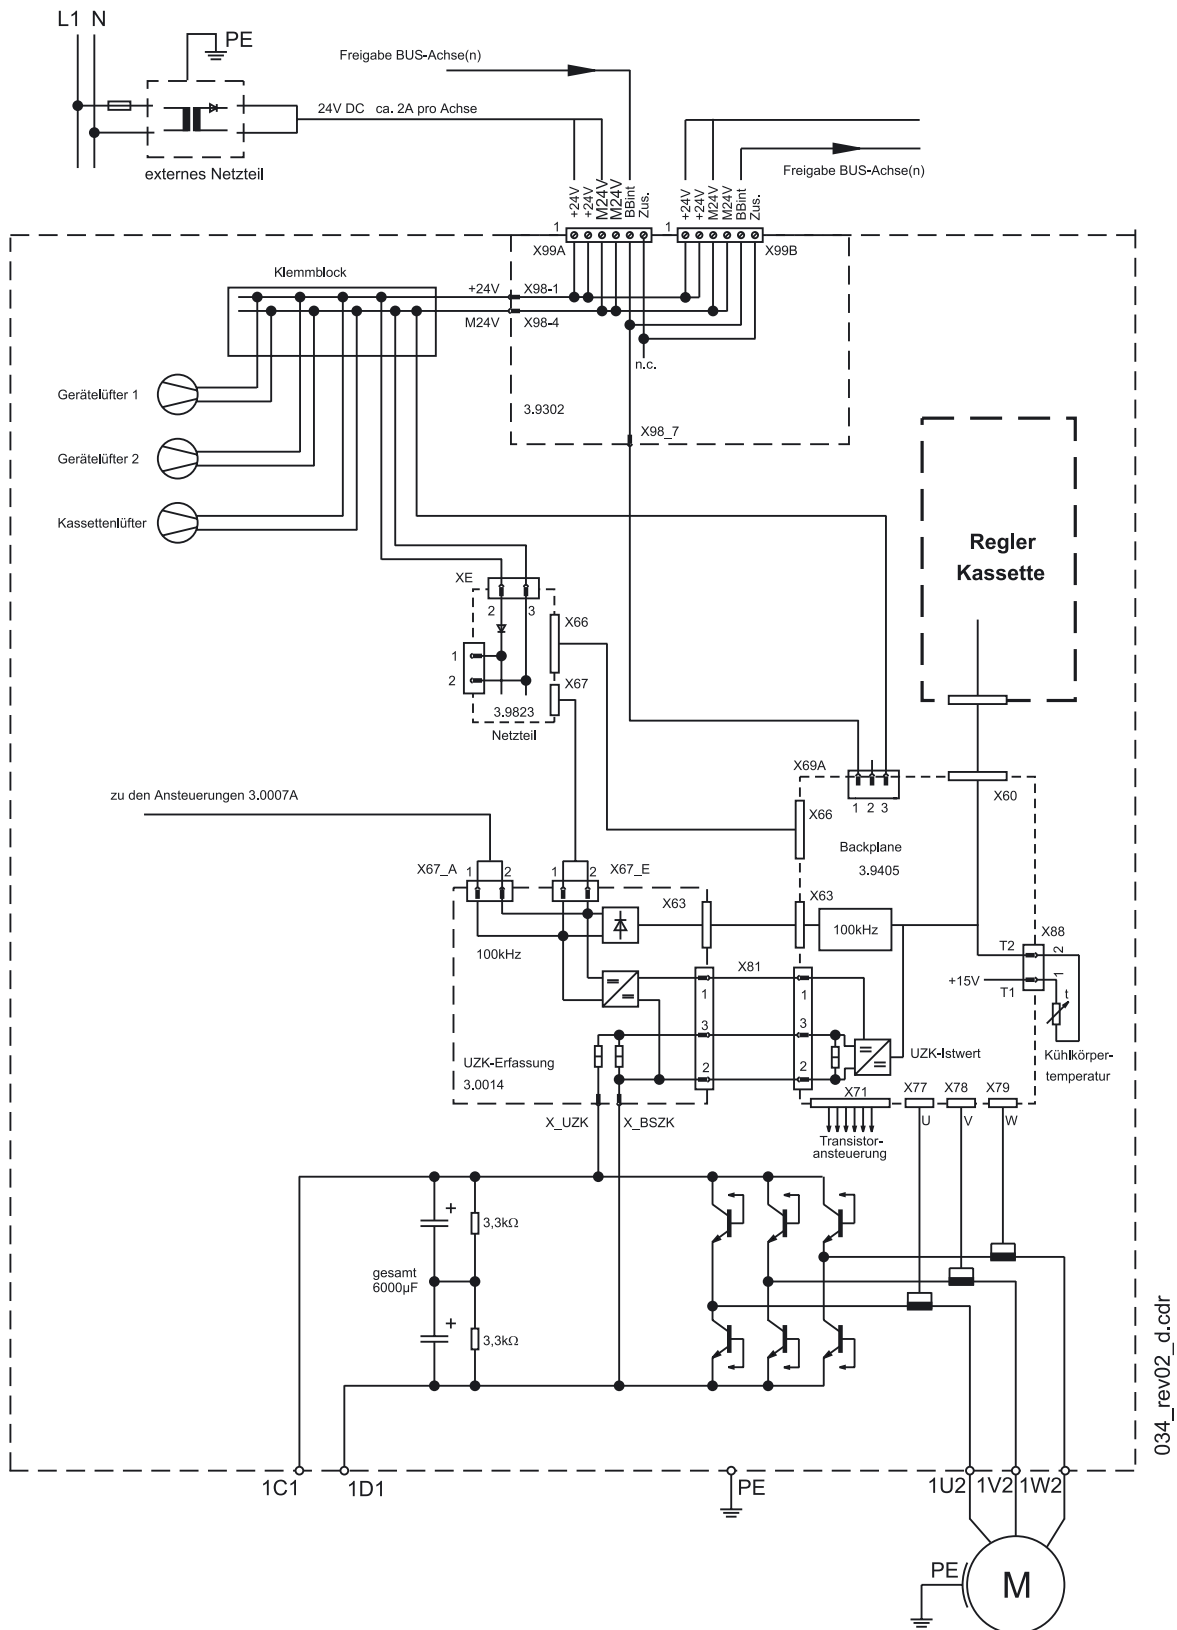 L1 N
PE
externes Netzteil
Freigabe BUS-Achse(n)
24V DC ca. 2A pro Achse
Freigabe BUS-Achse(n)
+24V
+24V
M24V
M24V
BBint
Zus.
+24V
+24V
M24V
M24V
BBint
Zus.
1
X99A
1
X99B
Klemmblock
+24V
X98-1
M24V
X98-4
n.c.
3.9302
X98_7
Gerätelüfter 1
Gerätelüfter 2
Kassettenlüfter
Regler
Kassette
XE
2
3
X66
1
2
X67
3.9823
Netzteil
X69A
1 2 3
X60
X66
Backplane
3.9405
zu den Ansteuerungen 3.0007A
X67_A
1
2
1
2
X67_E
X63
X63
100kHz
100kHz
X88
T2
2
+15V
T1
1
t
Kühlkörper-
temperatur
X81
1
1
3
3
2
2
UZK-Erfassung
3.0014
UZK-Istwert
X_UZK
X_BSZK
X71
X77
X78
X79
U
V
W
Transistor-
ansteuerung
+
3,3kΩ
gesamt
6000µF
+
3,3kΩ
1C1
1D1
PE
1U2
1V2
1W2
PE
M
034_rev02_d.cdr